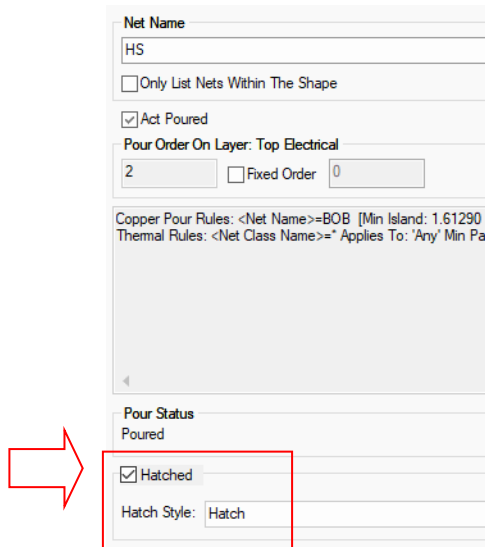 Net Name
HS
Only List Nets Within The Shape
Act Poured
Pour Order On Layer: Top Electrical
2 Fixed Order 0
Copper Pour Rules: <Net Name>=BOB [Min Island: 1.61290
Thermal Rules: <Net Class Name>=* Applies To: 'Any' Min Pa
Pour Status
Poured
Hatched
Hatch Style: Hatch